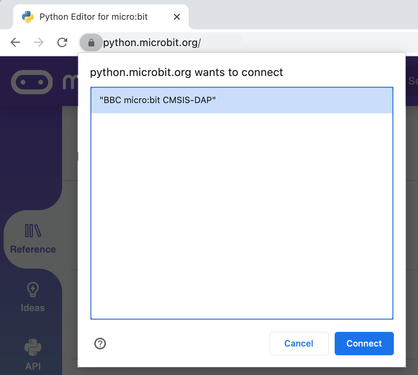 Python Editor for micro:bit
python.microbit.org/
python.microbit.org wants to connect
"BBC micro:bit CMSIS-DAP"
Reference
Ideas
API
Cancel
Connect